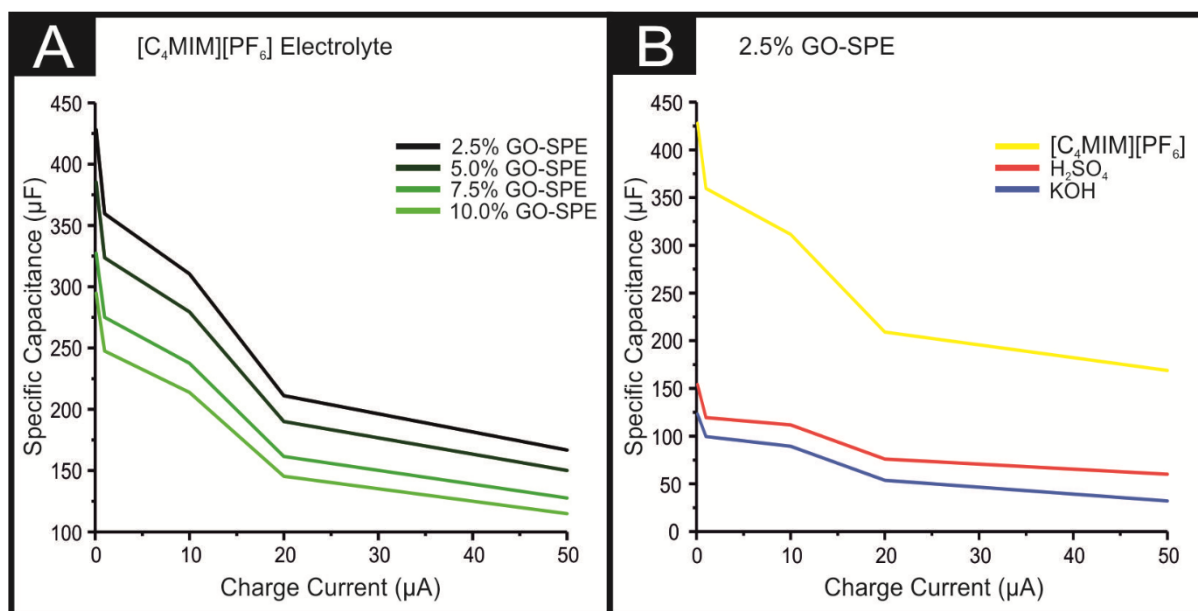 A
[C₄MIM][PF₆] Electrolyte
Specific Capacitance (µF)
450
400
350
300
250
200
150
100
2.5% GO-SPE
5.0% GO-SPE
7.5% GO-SPE
10.0% GO-SPE
0 10 20 30 40 50
Charge Current (µA)
B
2.5% GO-SPE
Specific Capacitance (µF)
450
400
350
300
250
200
150
100
50
0
[C₄MIM][PF₆]
H₂SO₄
KOH
0 10 20 30 40 50
Charge Current (µA)